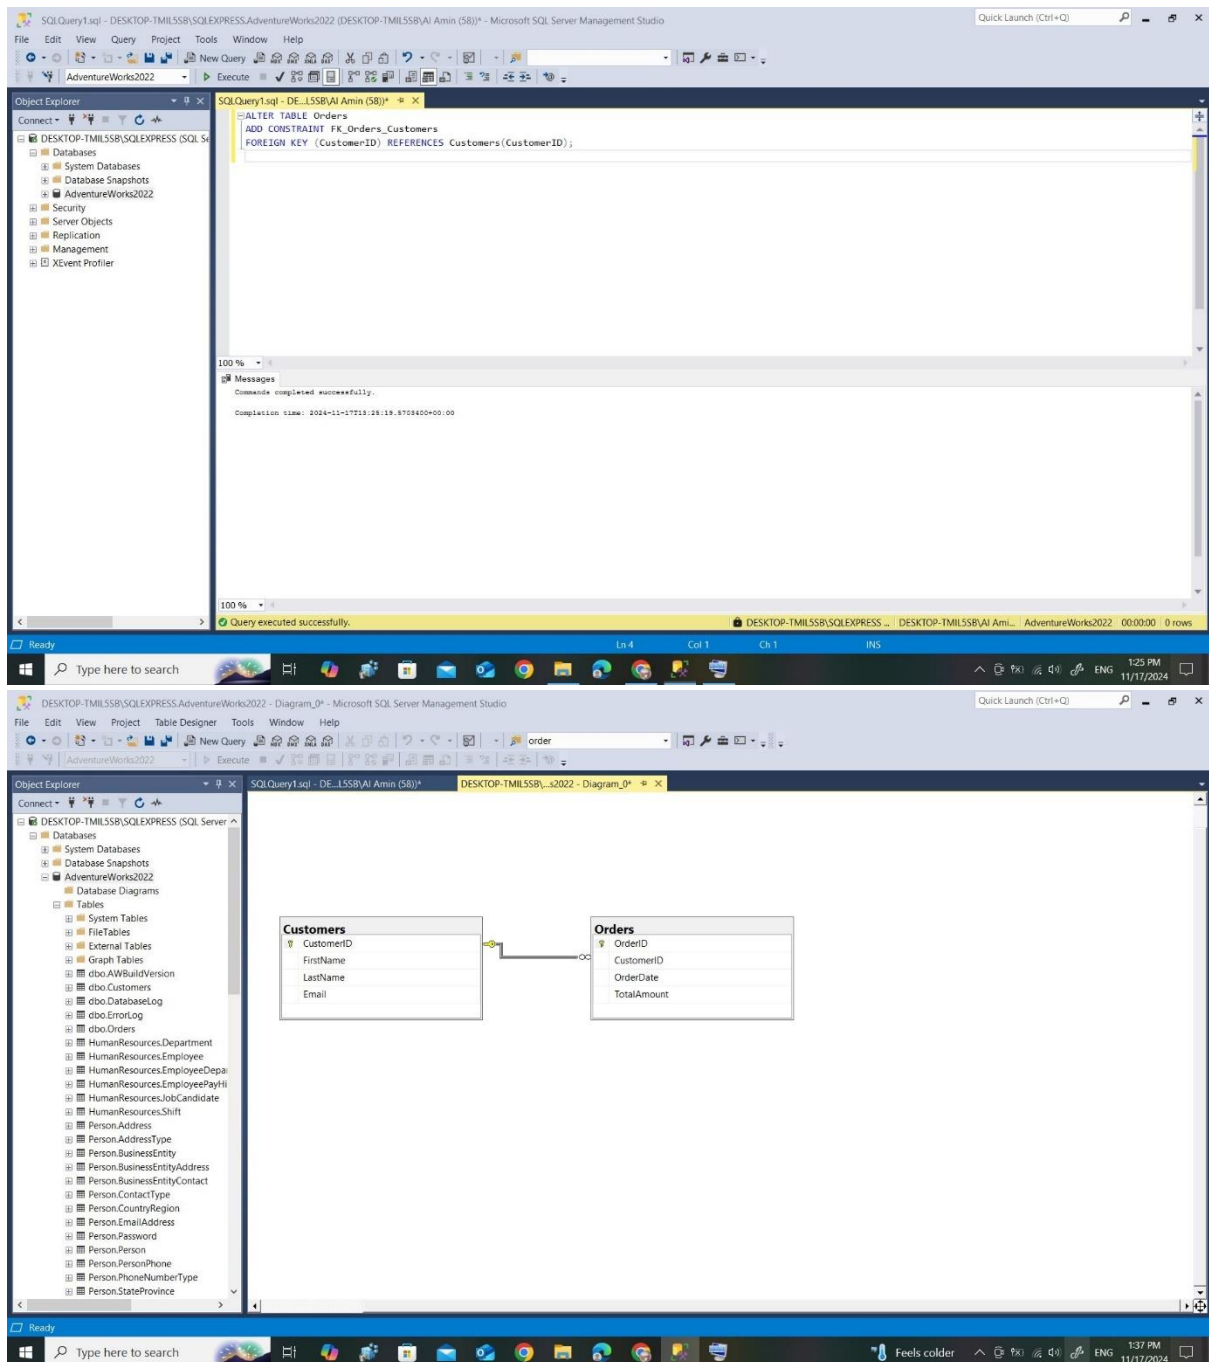 SQLQuery1.sql - DESKTOP-TMIL5SB\SQLEXPRESS.AdventureWorks2022 (DESKTOP-TMIL5SB\Al Amin (58))* - Microsoft SQL Server Management Studio
Quick Launch (Ctrl+Q)
File Edit View Query Project Tools Window Help
New Query
AdventureWorks2022
Execute
Object Explorer
SQLQuery1.sql - DE...L5SB\Al Amin (58))*
Connect
DESKTOP-TMIL5SB\SQLEXPRESS (SQL Se
Databases
System Databases
Database Snapshots
AdventureWorks2022
Security
Server Objects
Replication
Management
XEvent Profiler
ALTER TABLE Orders
ADD CONSTRAINT FK_Orders_Customers
FOREIGN KEY (CustomerID) REFERENCES Customers(CustomerID);
100 %
Messages
Commands completed successfully.
Completion time: 2024-11-17T13:25:19.5703400+00:00
100 %
Query executed successfully.
DESKTOP-TMIL5SB\SQLEXPRESS ... DESKTOP-TMIL5SB\Al Ami... AdventureWorks2022 00:00:00 0 rows
Ready
Ln 4 Col 1 Ch 1 INS
Type here to search
ENG
1:25 PM
11/17/2024
DESKTOP-TMIL5SB\SQLEXPRESS.AdventureWorks2022 - Diagram_0* - Microsoft SQL Server Management Studio
Quick Launch (Ctrl+Q)
File Edit View Project Table Designer Tools Window Help
New Query
order
AdventureWorks2022
Execute
Object Explorer
SQLQuery1.sql - DE...L5SB\Al Amin (58))*
DESKTOP-TMIL5SB\...s2022 - Diagram_0*
Connect
DESKTOP-TMIL5SB\SQLEXPRESS (SQL Server
Databases
System Databases
Database Snapshots
AdventureWorks2022
Database Diagrams
Tables
System Tables
FileTables
External Tables
Graph Tables
dbo.AWBuildVersion
dbo.Customers
dbo.DatabaseLog
dbo.ErrorLog
dbo.Orders
HumanResources.Department
HumanResources.Employee
HumanResources.EmployeeDepar
HumanResources.EmployeePayHi
HumanResources.JobCandidate
HumanResources.Shift
Person.Address
Person.AddressType
Person.BusinessEntity
Person.BusinessEntityAddress
Person.BusinessEntityContact
Person.ContactType
Person.CountryRegion
Person.EmailAddress
Person.Password
Person.Person
Person.PersonPhone
Person.PhoneNumberType
Person.StateProvince
Customers
CustomerID
FirstName
LastName
Email
Orders
OrderID
CustomerID
OrderDate
TotalAmount
Ready
Type here to search
Feels colder
ENG
1:37 PM
11/17/2024